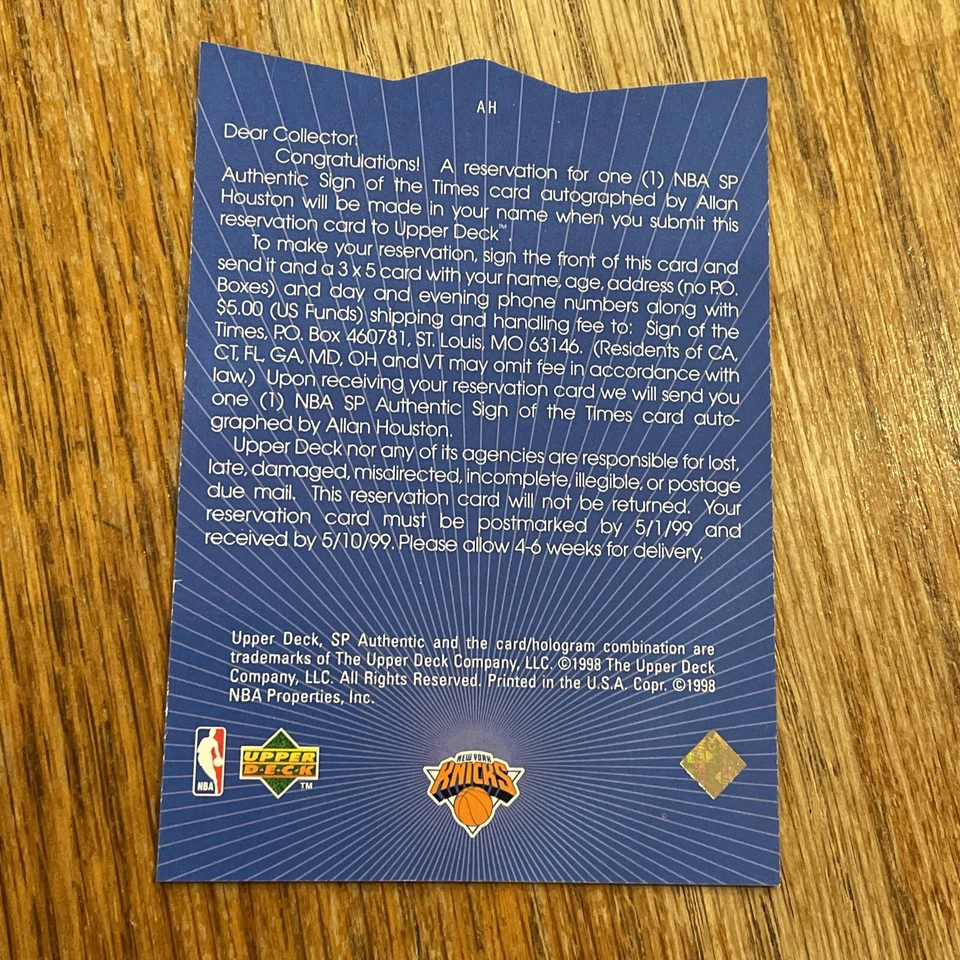 AH
Dear Collector:
Congratulations! A reservation for one (1) NBA SP
Authentic Sign of the Times card autographed by Allan
Houston will be made in your name when you submit this
reservation card to Upper Deck™.
To make your reservation, sign the front of this card and
send it and a 3 x 5 card with your name, age, address (no P.O.
Boxes) and day and evening phone numbers along with
$5.00 (US Funds) shipping and handling fee to: Sign of the
Times, P.O. Box 460781, ST. Louis, MO 63146. (Residents of CA,
CT, FL, GA, MD, OH and VT may omit fee in accordance with
law.) Upon receiving your reservation card we will send you
one (1) NBA SP Authentic Sign of the Times card auto-
graphed by Allan Houston.
Upper Deck nor any of its agencies are responsible for lost,
late, damaged, misdirected, incomplete, illegible, or postage
due mail. This reservation card will not be returned. Your
reservation card must be postmarked by 5/1/99 and
received by 5/10/99. Please allow 4-6 weeks for delivery.
Upper Deck, SP Authentic and the card/hologram combination are
trademarks of The Upper Deck Company, LLC. ©1998 The Upper Deck
Company, LLC. All Rights Reserved. Printed in the U.S.A. Copr. ©1998
NBA Properties, Inc.
NBA
UPPER
D·E·C·K
TM
NEW YORK
KNICKS